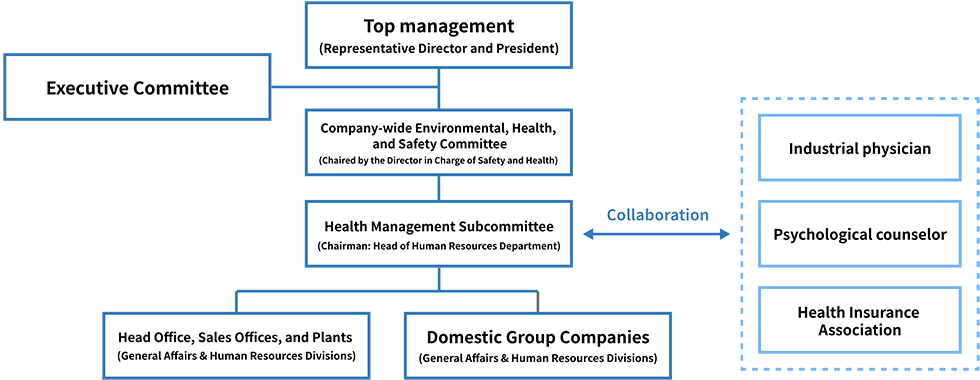 Top management
(Representative Director and President)
Executive Committee
Company-wide Environmental, Health,
and Safety Committee
(Chaired by the Director in Charge of Safety and Health)
Industrial physician
Health Management Subcommittee
(Chairman: Head of Human Resources Department)
Collaboration
Psychological counselor
Health Insurance
Association
Head Office, Sales Offices, and Plants
(General Affairs & Human Resources Divisions)
Domestic Group Companies
(General Affairs & Human Resources Divisions)